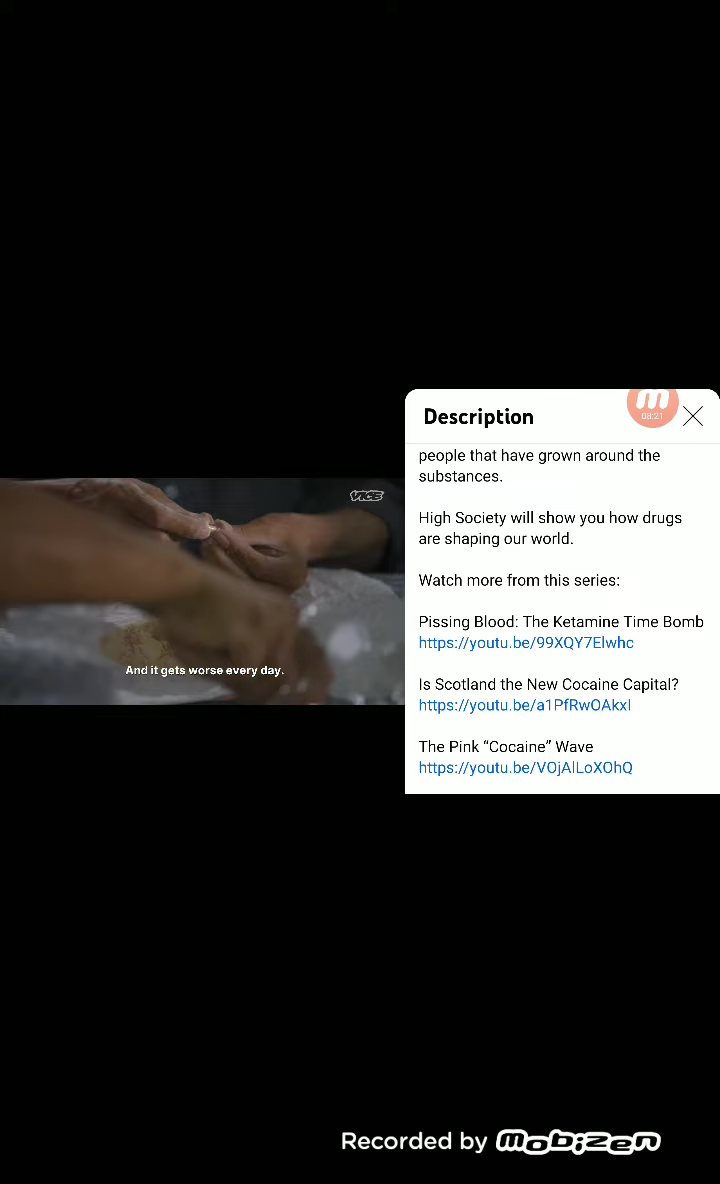 Description
08:21
people that have grown around the
substances.
High Society will show you how drugs
are shaping our world.
Watch more from this series:
Pissing Blood: The Ketamine Time Bomb
https://youtu.be/99XQY7Elwhc
Is Scotland the New Cocaine Capital?
https://youtu.be/a1PfRwOAkxI
The Pink “Cocaine” Wave
https://youtu.be/VOjAlLoXOhQ
VICE
And it gets worse every day.
Recorded by mobizen